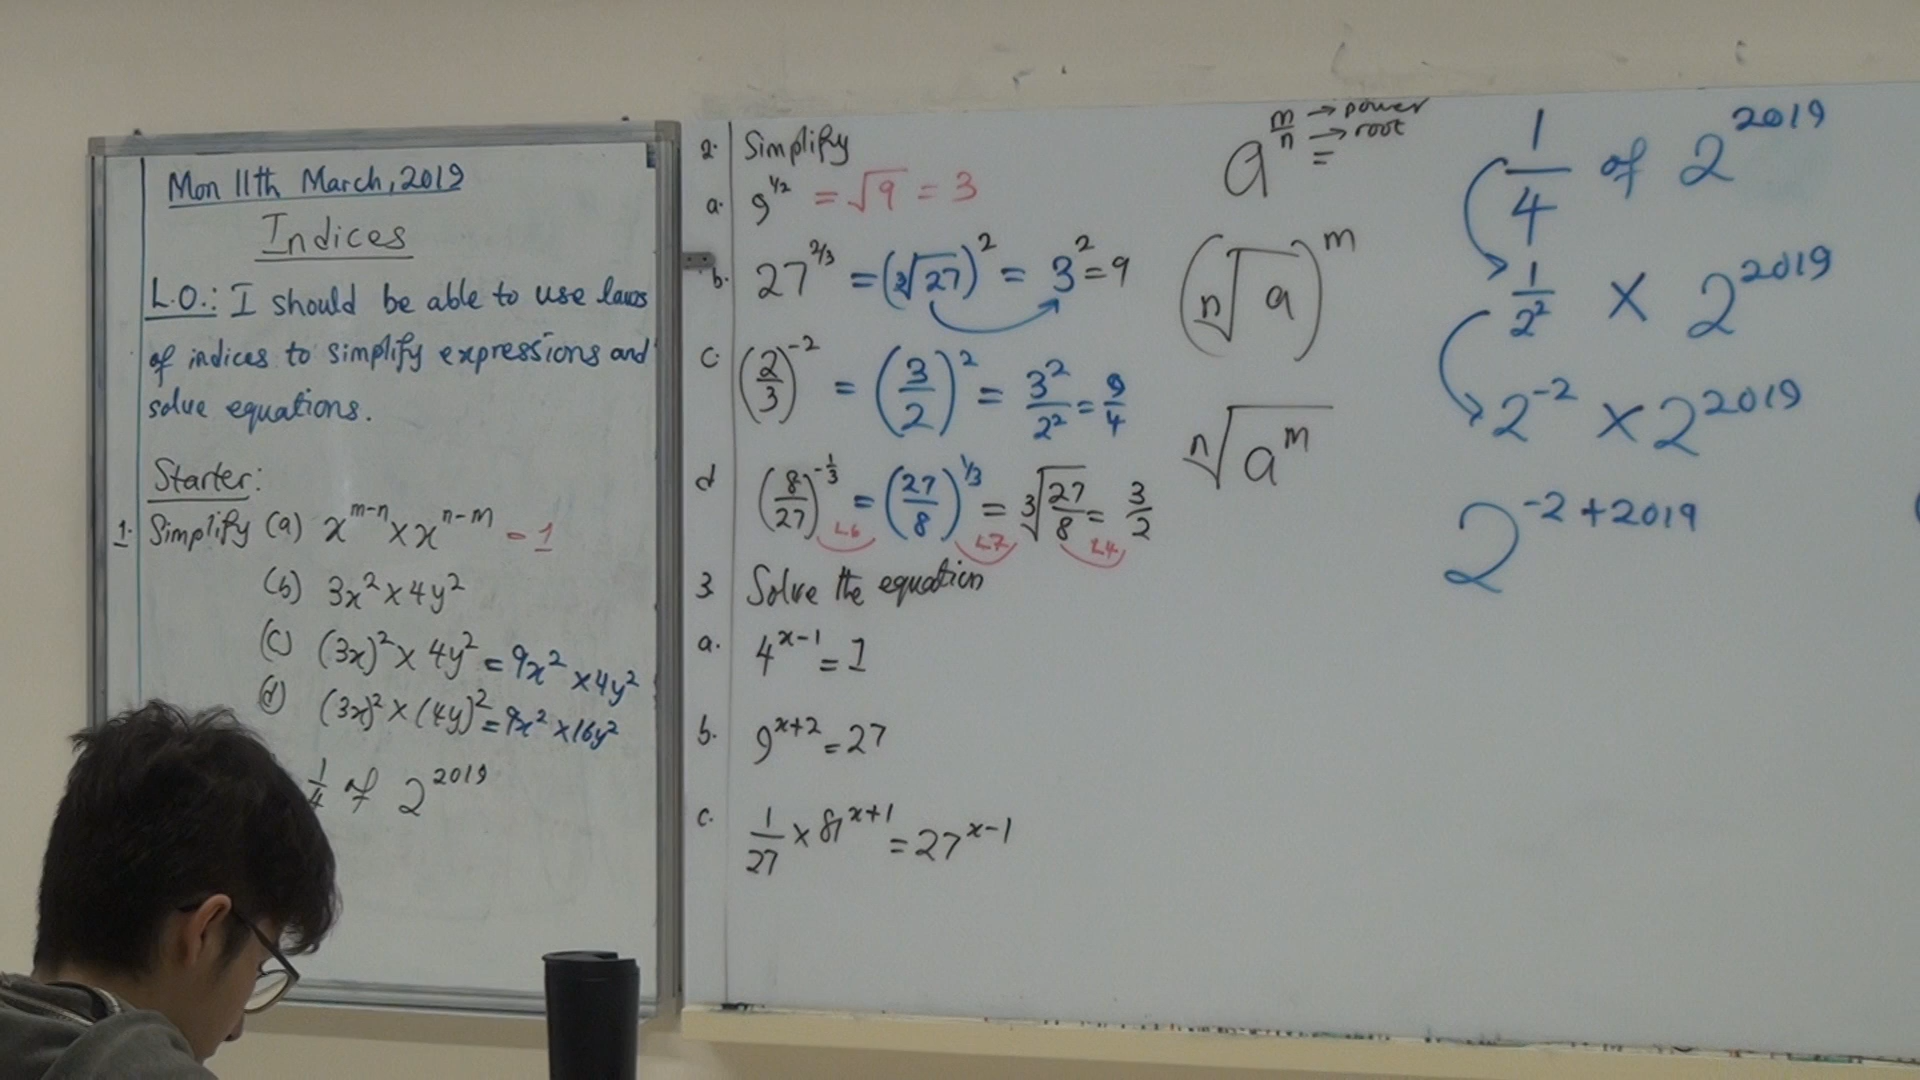 Mon 11th March, 2019
Indices
L.O.: I should be able to use laws
of indices to simplify expressions and
solve equations.
Starter:
1. Simplify (a) x^(m-n) × x^(n-m) = 1
(b) 3x² × 4y²
(c) (3x)² × 4y² = 9x² × 4y²
(d) (3x)² × (4y)² = 9x² × 16y²
1/4 of 2^2019
2. Simplify
a. 9^(1/2) = √9 = 3
b. 27^(2/3) = (³√27)² = 3² = 9
c. (2/3)^-2 = (3/2)² = 3²/2² = 9/4
d (8/27)^(-1/3) = (27/8)^(1/3) = ³√(27/8) = 3/2
L6 L7 L4
3. Solve the equation
a. 4^(x-1) = 1
b. 9^(x+2) = 27
c. 1/27 × 81^(x+1) = 27^(x-1)
a^(m/n) =
m → power
n → root
(ⁿ√a)^m
ⁿ√(a^m)
1/4 of 2^2019
1/2² × 2^2019
2^-2 × 2^2019
2^(-2+2019)